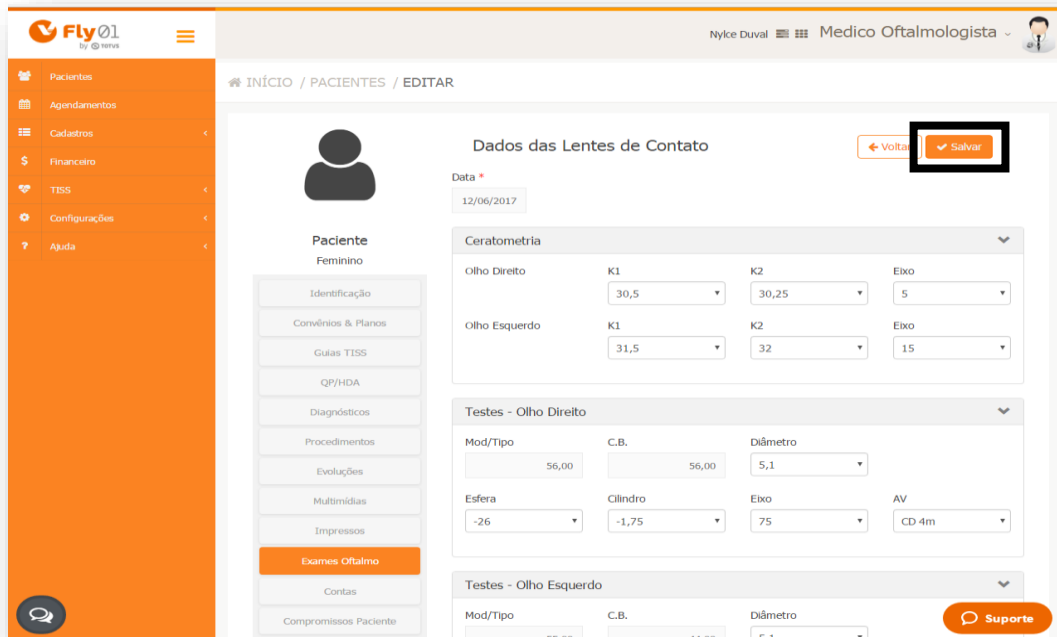 Fly01
by serus
Nylce Duval Medico Oftalmologista
Pacientes
Agendamentos
Cadastros
$ Financeiro
TISS
Configurações
? Ajuda
INÍCIO / PACIENTES / EDITAR
Paciente
Feminino
Identificação
Convênios & Planos
Guias TISS
QP/HDA
Diagnósticos
Procedimentos
Evoluções
Multimídias
Impressos
Exames Oftalmo
Contas
Compromissos Paciente
Dados das Lentes de Contato
Voltar Salvar
Data *
12/06/2017
Ceratometria
Olho Direito K1 K2 Eixo
30,5 30,25 5
Olho Esquerdo K1 K2 Eixo
31,5 32 15
Testes - Olho Direito
Mod/Tipo C.B. Diâmetro
56,00 56,00 5,1
Esfera Cilindro Eixo AV
-26 -1,75 75 CD 4m
Testes - Olho Esquerdo
Mod/Tipo C.B. Diâmetro
Suporte